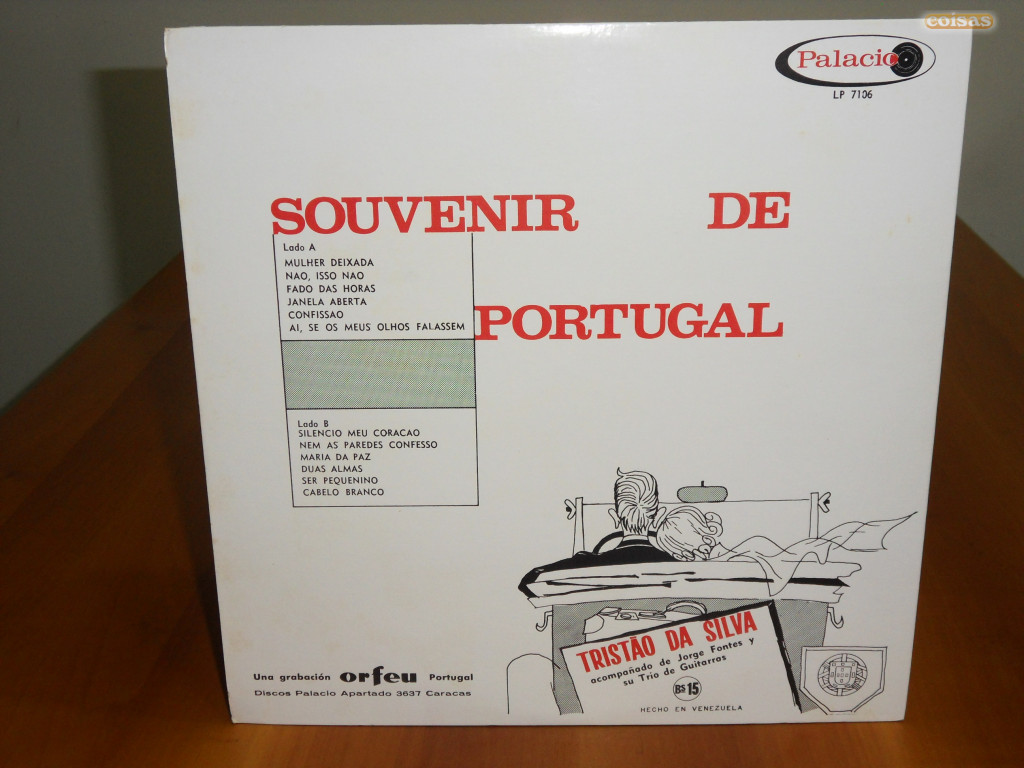 coisas
Palacio
LP 7106
SOUVENIR DE
PORTUGAL
Lado A
MULHER DEIXADA
NAO, ISSO NAO
FADO DAS HORAS
JANELA ABERTA
CONFISSAO
AI, SE OS MEUS OLHOS FALASSEM
Lado B
SILENCIO MEU CORACAO
NEM AS PAREDES CONFESSO
MARIA DA PAZ
DUAS ALMAS
SER PEQUENINO
CABELO BRANCO
TRISTÃO DA SILVA
acompañado de Jorge Fontes y
su Trio de Guitarras
BS 15
HECHO EN VENEZUELA
Una grabación orfeu Portugal
Discos Palacio Apartado 3637 Caracas